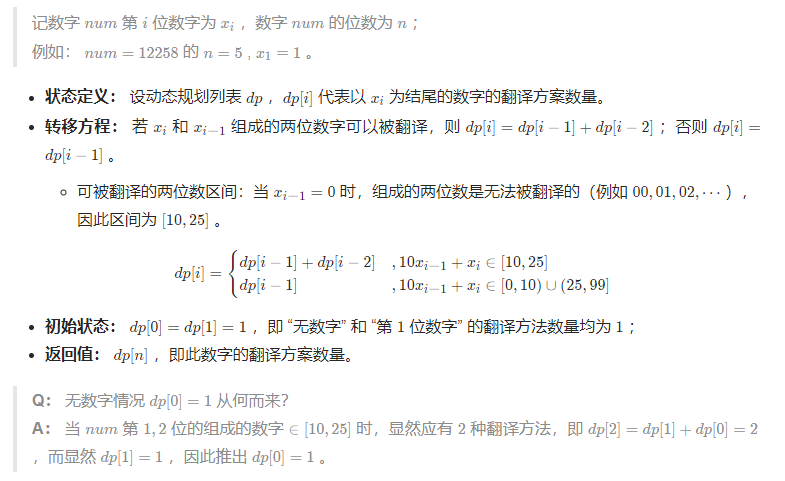 记数字 num 第 i 位数字为 x_i ，数字 num 的位数为 n ；
例如： num = 12258 的 n = 5 , x_1 = 1 。
• 状态定义： 设动态规划列表 dp ，dp[i] 代表以 x_i 为结尾的数字的翻译方案数量。
• 转移方程： 若 x_i 和 x_{i-1} 组成的两位数字可以被翻译，则 dp[i] = dp[i − 1] + dp[i − 2] ；否则 dp[i] =
dp[i − 1] 。
◦ 可被翻译的两位数区间：当 x_{i-1} = 0 时，组成的两位数是无法被翻译的（例如 00, 01, 02, ⋯ ），
因此区间为 [10, 25] 。
dp[i] = { dp[i − 1] + dp[i − 2] , 10x_{i-1} + x_i ∈ [10, 25]
dp[i − 1] , 10x_{i-1} + x_i ∈ [0, 10) ∪ (25, 99]
• 初始状态： dp[0] = dp[1] = 1 ，即 “无数字” 和 “第 1 位数字” 的翻译方法数量均为 1 ；
• 返回值： dp[n] ，即此数字的翻译方案数量。
Q： 无数字情况 dp[0] = 1 从何而来？
A： 当 num 第 1, 2 位的组成的数字 ∈ [10, 25] 时，显然应有 2 种翻译方法，即 dp[2] = dp[1] + dp[0] = 2
，而显然 dp[1] = 1 ，因此推出 dp[0] = 1 。